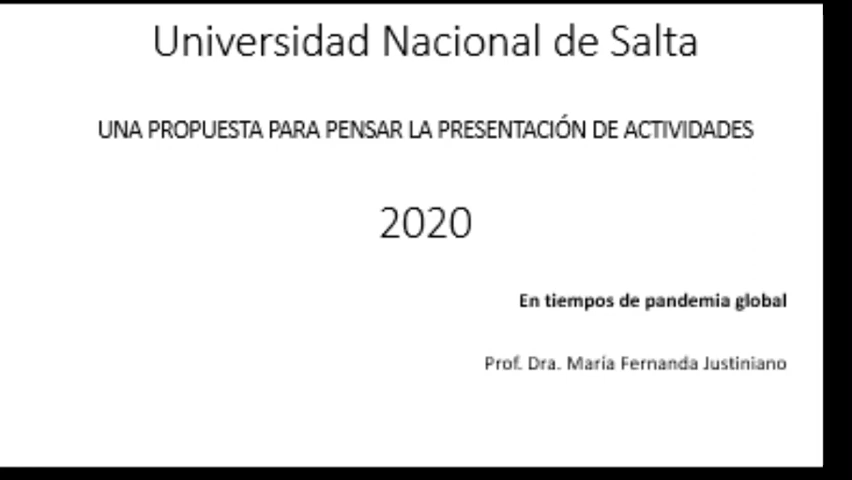 Universidad Nacional de Salta
UNA PROPUESTA PARA PENSAR LA PRESENTACIÓN DE ACTIVIDADES
2020
En tiempos de pandemia global
Prof. Dra. María Fernanda Justiniano